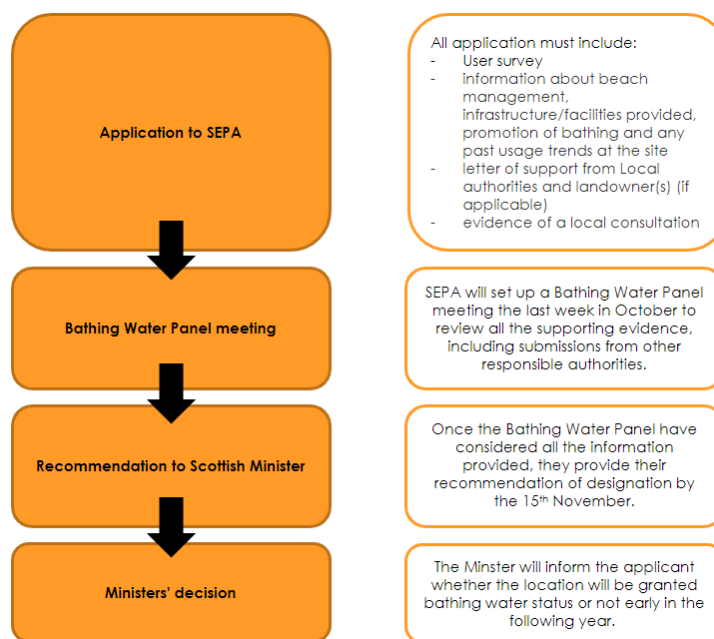 Application to SEPA
All application must include:
- User survey
- information about beach
management,
infrastructure/facilities provided,
promotion of bathing and any
past usage trends at the site
- letter of support from Local
authorities and landowner(s) (if
applicable)
- evidence of a local consultation
Bathing Water Panel meeting
SEPA will set up a Bathing Water Panel
meeting the last week in October to
review all the supporting evidence,
including submissions from other
responsible authorities.
Recommendation to Scottish Minister
Once the Bathing Water Panel have
considered all the information
provided, they provide their
recommendation of designation by
the 15th November.
Ministers' decision
The Minster will inform the applicant
whether the location will be granted
bathing water status or not early in the
following year.